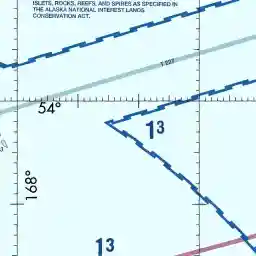 ISLETS, ROCKS, REEFS, AND SPIRES AS SPECIFIED IN
THE ALASKA NATIONAL INTEREST LANDS
CONSERVATION ACT.
T 227
54°
1³
168°
1³